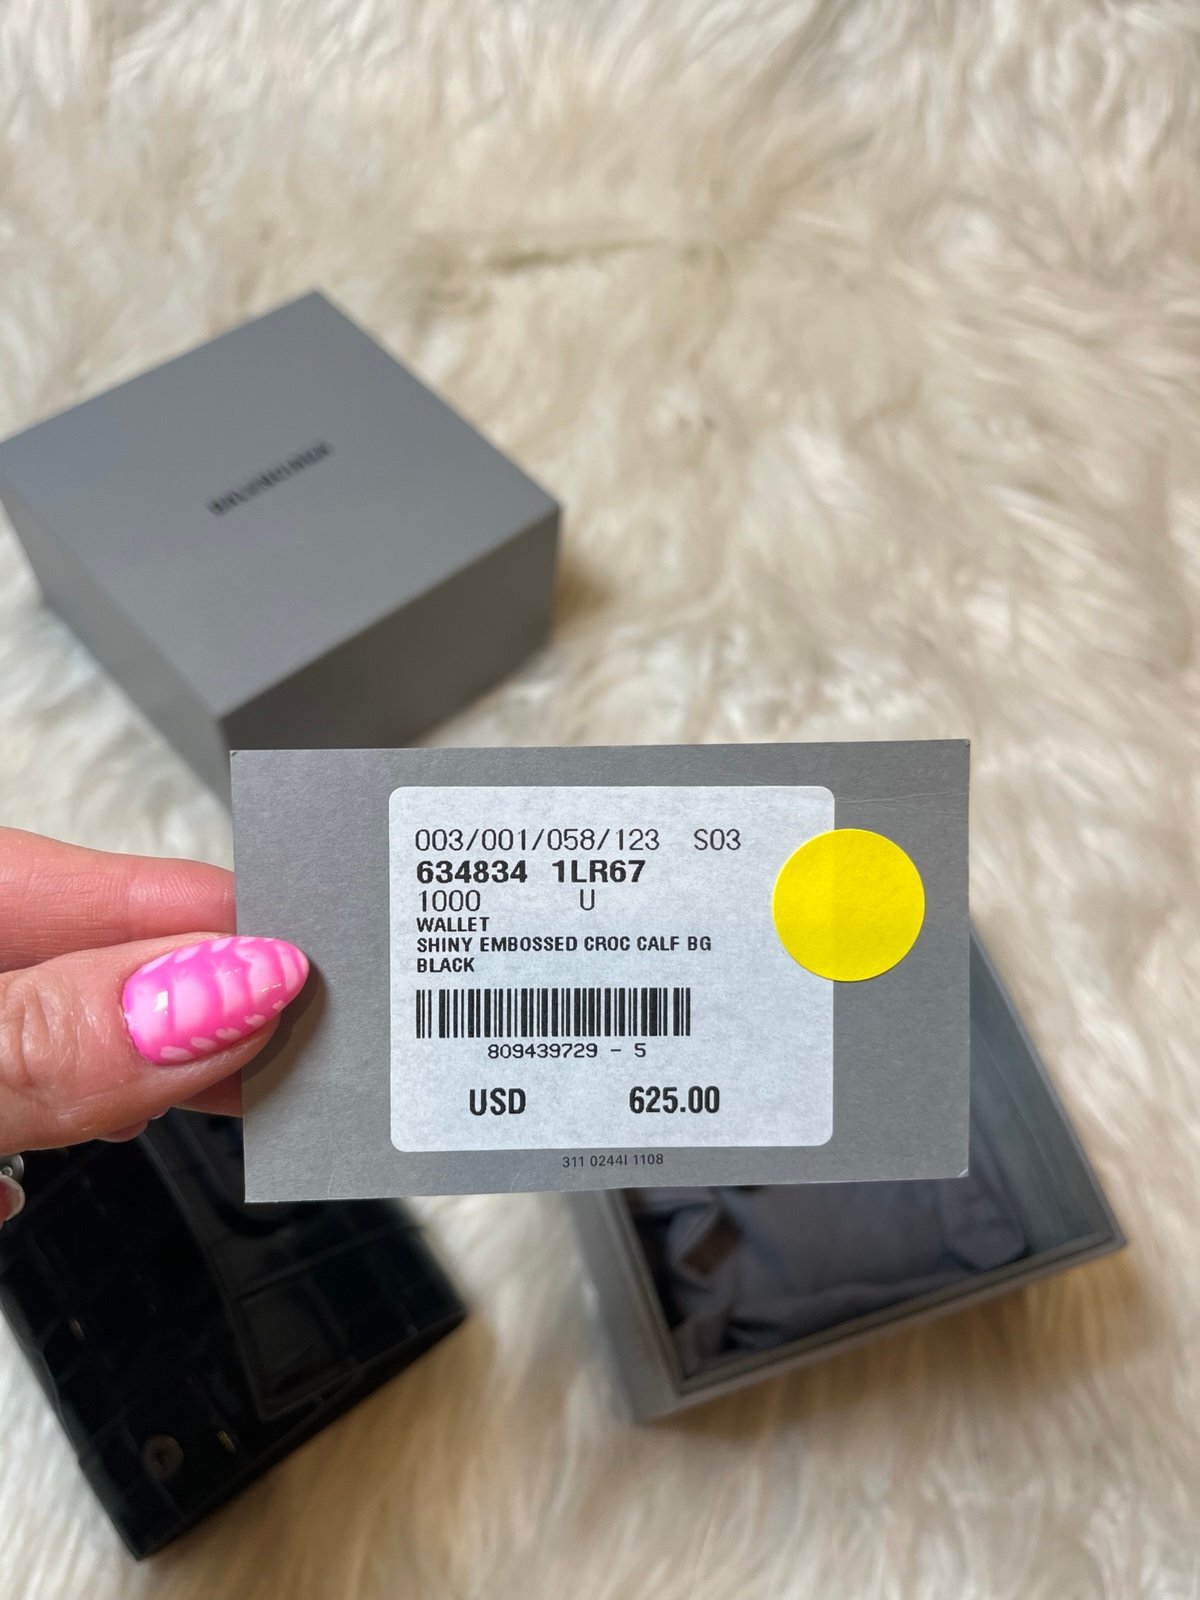 BALENCIAGA
003/001/058/123 S03
634834 1LR67
1000 U
WALLET
SHINY EMBOSSED CROC CALF BG
BLACK
809439729 - 5
USD 625.00
311 0244I 1108